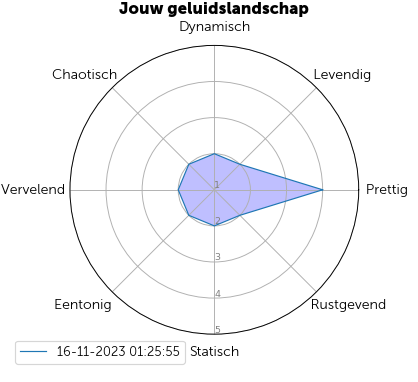 Jouw geluidslandschap
Dynamisch
Chaotisch
Levendig
Vervelend
Prettig
1
2
3
4
5
Eentonig
Rustgevend
Statisch
16-11-2023 01:25:55